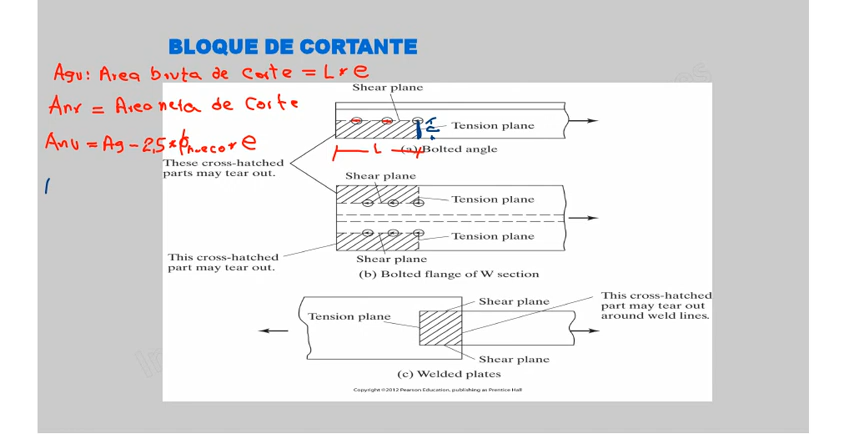 BLOQUE DE CORTANTE
Agv: Area bruta de Corte = L * e
Anv = Area neta de Corte
Anv = Ag - 2,5 * ϕhueco * e
Shear plane
Tension plane
L
(a) Bolted angle
These cross-hatched
parts may tear out.
Shear plane
Tension plane
Tension plane
This cross-hatched
part may tear out.
Shear plane
(b) Bolted flange of W section
Shear plane
This cross-hatched
part may tear out
around weld lines.
Tension plane
Shear plane
(c) Welded plates
Copyright ©2012 Pearson Education, publishing as Prentice Hall